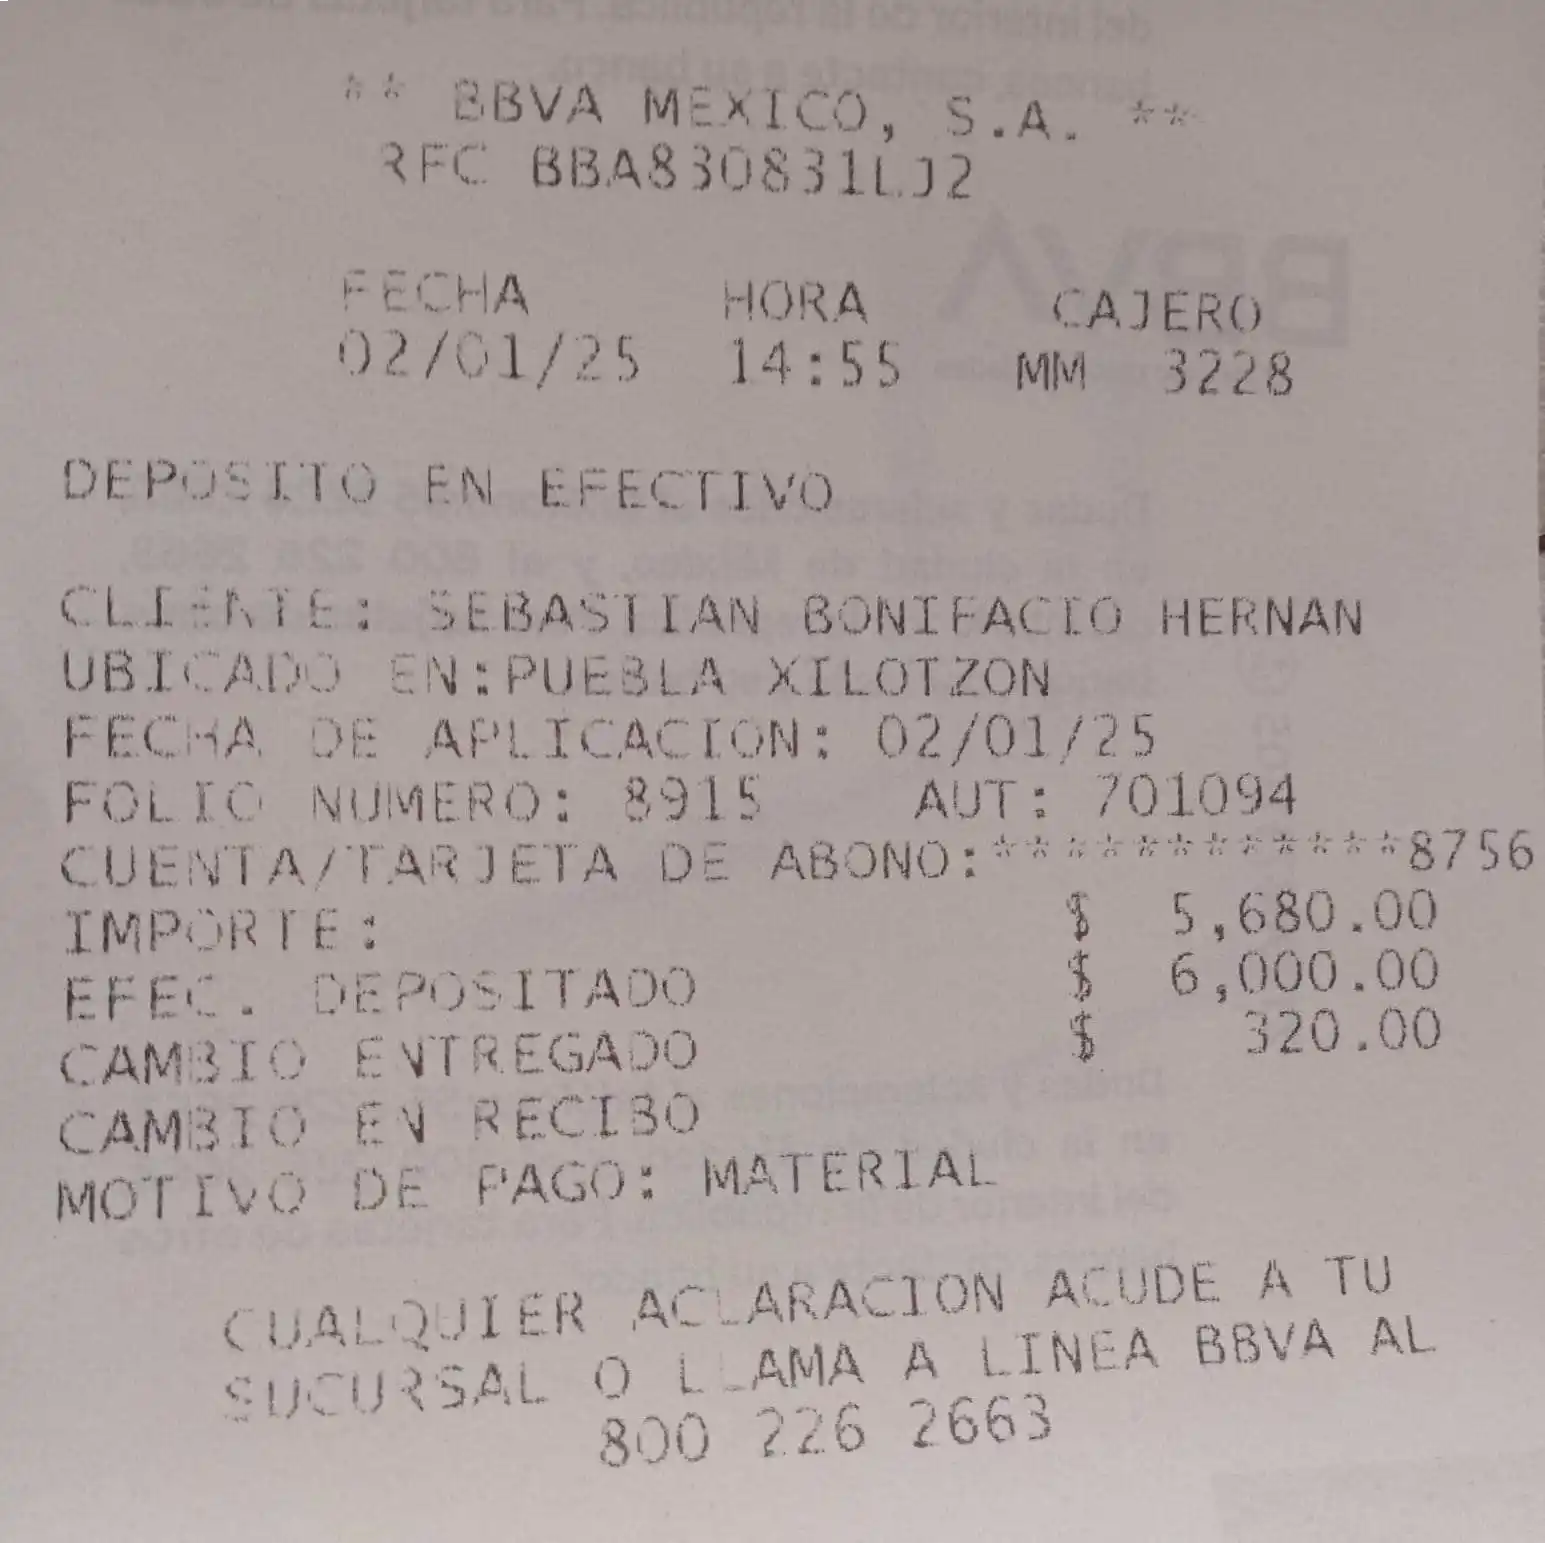 ** BBVA MEXICO, S.A. **
RFC BBA830831LJ2
FECHA HORA CAJERO
02/01/25 14:55 MM 3228
DEPOSITO EN EFECTIVO
CLIENTE: SEBASTIAN BONIFACIO HERNAN
UBICADO EN:PUEBLA XILOTZON
FECHA DE APLICACION: 02/01/25
FOLIO NUMERO: 8915 AUT: 701094
CUENTA/TARJETA DE ABONO:************8756
IMPORTE: $ 5,680.00
EFEC. DEPOSITADO $ 6,000.00
CAMBIO ENTREGADO $ 320.00
CAMBIO EN RECIBO
MOTIVO DE PAGO: MATERIAL
CUALQUIER ACLARACION ACUDE A TU
SUCURSAL O LLAMA A LINEA BBVA AL
800 226 2663